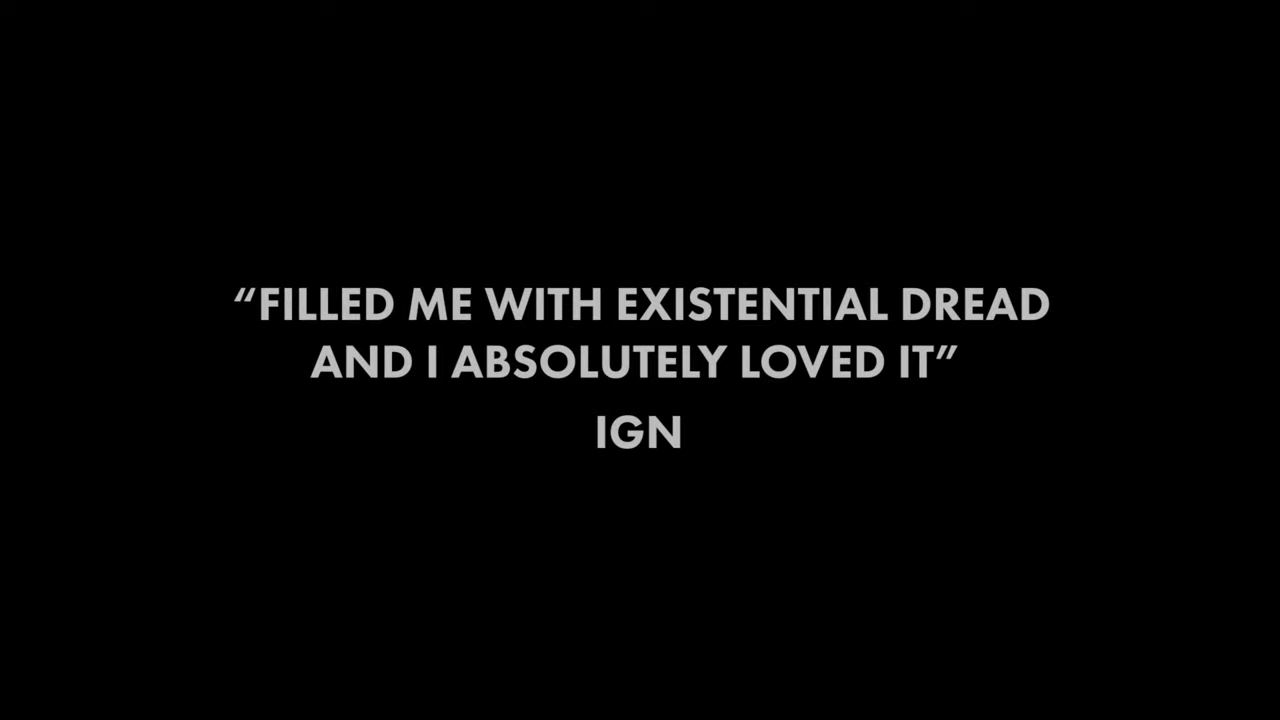 “FILLED ME WITH EXISTENTIAL DREAD
AND I ABSOLUTELY LOVED IT”
IGN